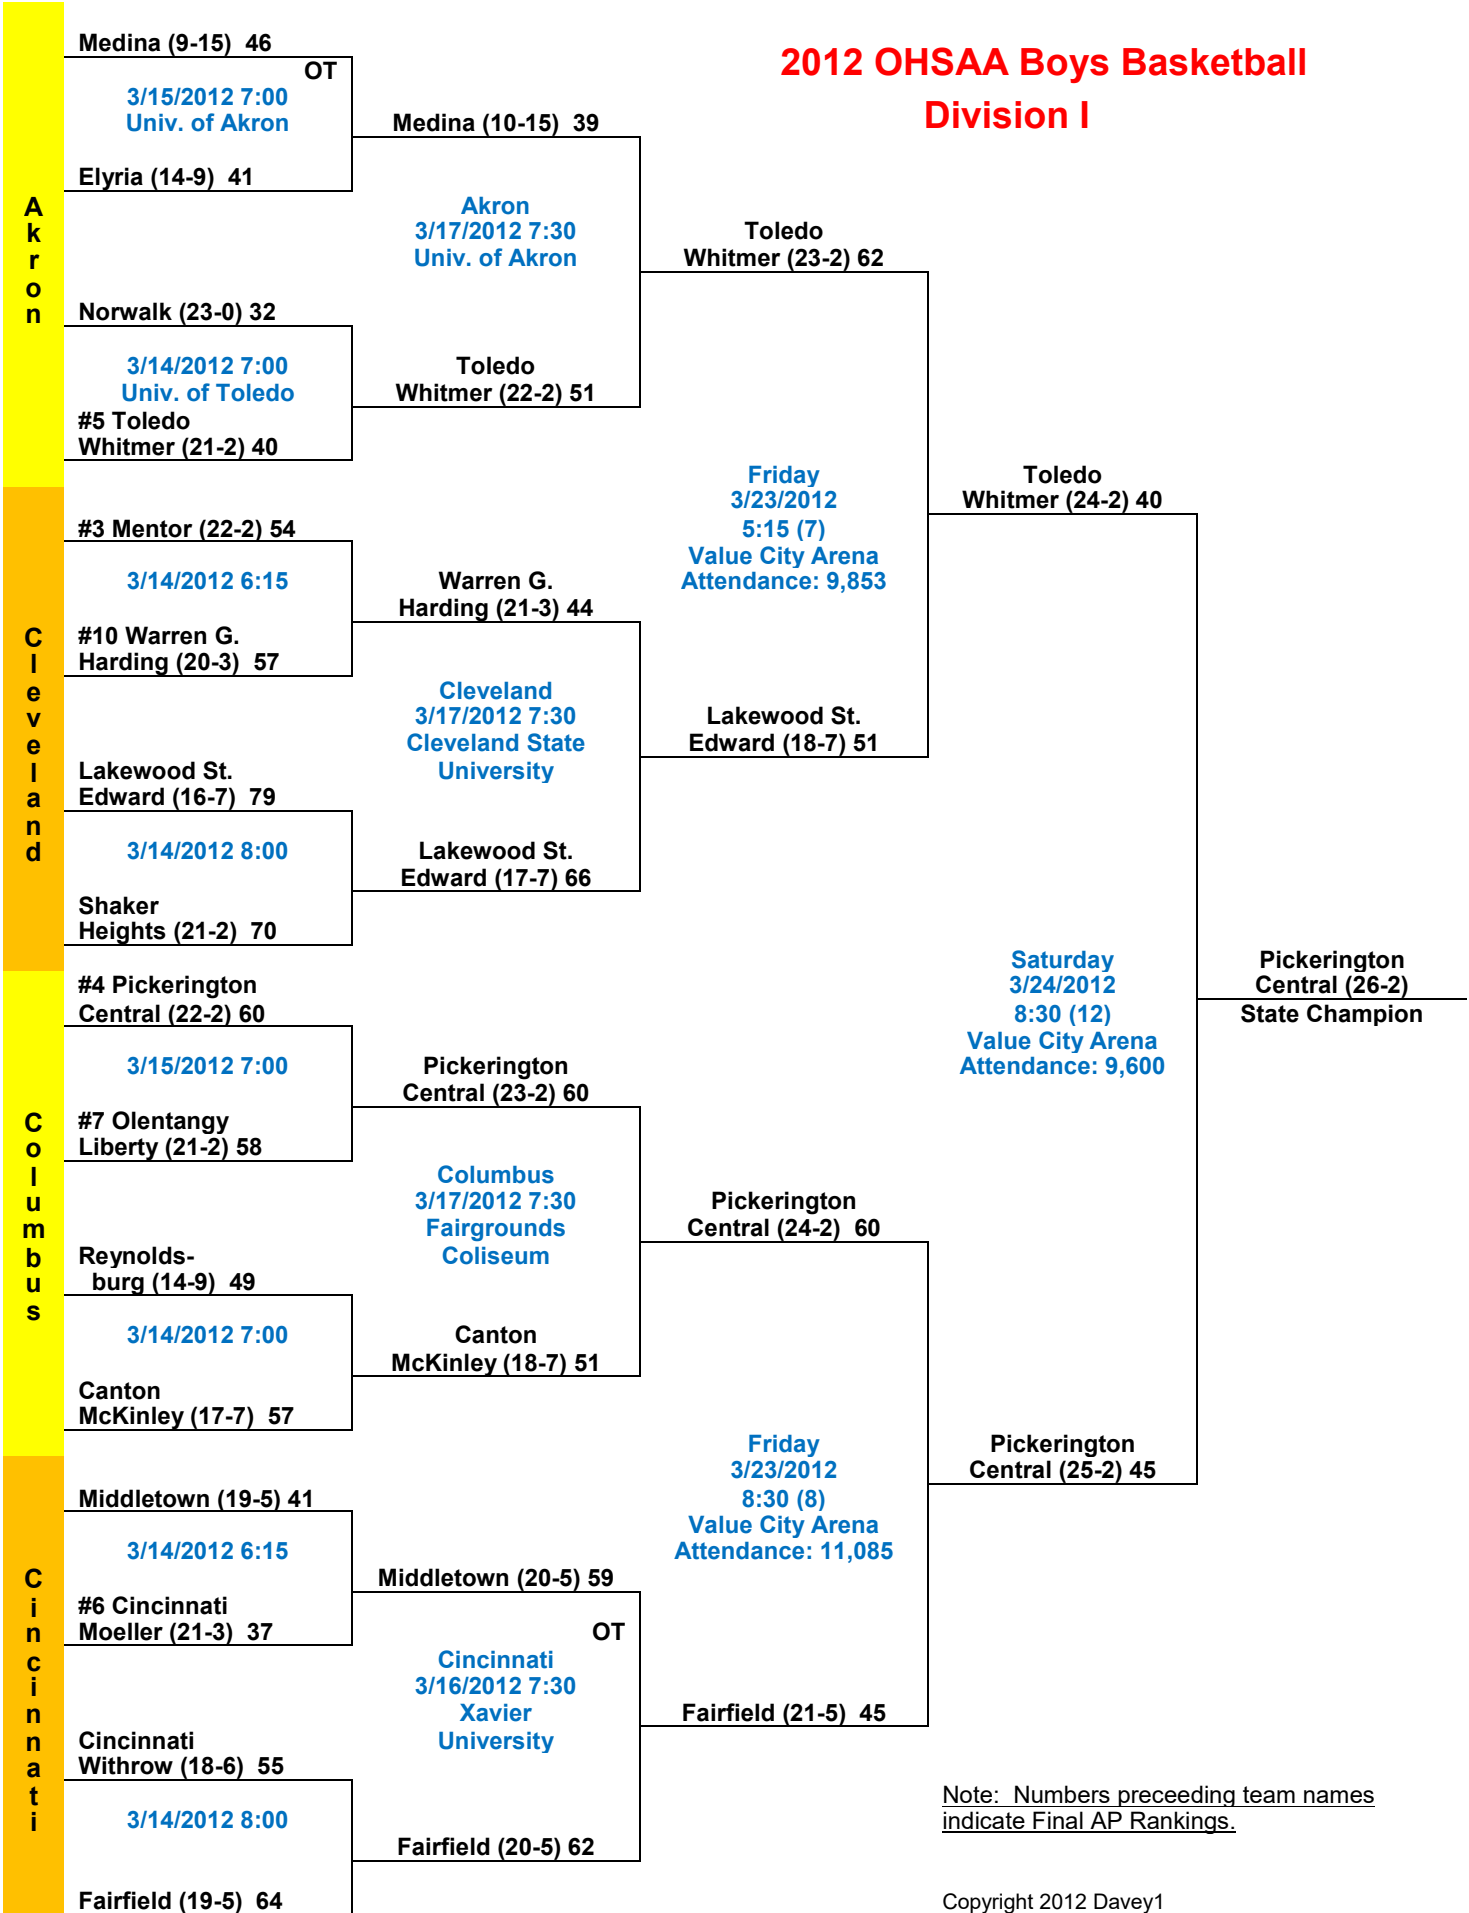 2012 OHSAA Boys Basketball
Division I
Akron
Medina (9-15) 46
OT
3/15/2012 7:00
Univ. of Akron
Elyria (14-9) 41
Norwalk (23-0) 32
3/14/2012 7:00
Univ. of Toledo
#5 Toledo
Whitmer (21-2) 40
Cleveland
#3 Mentor (22-2) 54
3/14/2012 6:15
#10 Warren G.
Harding (20-3) 57
Lakewood St.
Edward (16-7) 79
3/14/2012 8:00
Shaker
Heights (21-2) 70
Columbus
#4 Pickerington
Central (22-2) 60
3/15/2012 7:00
#7 Olentangy
Liberty (21-2) 58
Reynolds-
burg (14-9) 49
3/14/2012 7:00
Canton
McKinley (17-7) 57
Cincinnati
Middletown (19-5) 41
3/14/2012 6:15
#6 Cincinnati
Moeller (21-3) 37
Cincinnati
Withrow (18-6) 55
3/14/2012 8:00
Fairfield (19-5) 64
Medina (10-15) 39
Akron
3/17/2012 7:30
Univ. of Akron
Toledo
Whitmer (22-2) 51
Warren G.
Harding (21-3) 44
Cleveland
3/17/2012 7:30
Cleveland State
University
Lakewood St.
Edward (17-7) 66
Pickerington
Central (23-2) 60
Columbus
3/17/2012 7:30
Fairgrounds
Coliseum
Canton
McKinley (18-7) 51
Middletown (20-5) 59
OT
Cincinnati
3/16/2012 7:30
Xavier
University
Fairfield (20-5) 62
Toledo
Whitmer (23-2) 62
Friday
3/23/2012
5:15 (7)
Value City Arena
Attendance: 9,853
Lakewood St.
Edward (18-7) 51
Pickerington
Central (24-2) 60
Friday
3/23/2012
8:30 (8)
Value City Arena
Attendance: 11,085
Fairfield (21-5) 45
Toledo
Whitmer (24-2) 40
Saturday
3/24/2012
8:30 (12)
Value City Arena
Attendance: 9,600
Pickerington
Central (25-2) 45
Pickerington
Central (26-2)
State Champion
Note: Numbers preceeding team names
indicate Final AP Rankings.
Copyright 2012 Davey1